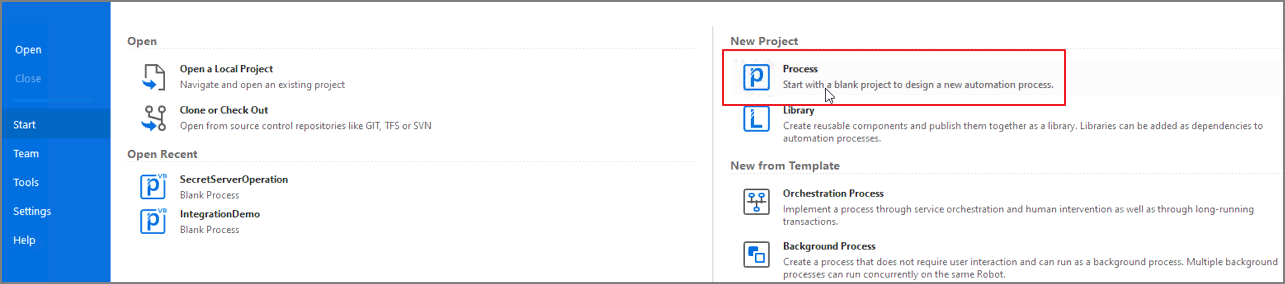 Open
Close
Start
Team
Tools
Settings
Help
Open
Open a Local Project
Navigate and open an existing project
Clone or Check Out
Open from source control repositories like GIT, TFS or SVN
Open Recent
VB
SecretServerOperation
Blank Process
VB
IntegrationDemo
Blank Process
New Project
Process
Start with a blank project to design a new automation process.
Library
Create reusable components and publish them together as a library. Libraries can be added as dependencies to
automation processes.
New from Template
Orchestration Process
Implement a process through service orchestration and human intervention as well as through long-running
transactions.
Background Process
Create a process that does not require user interaction and can run as a background process. Multiple background
processes can run concurrently on the same Robot.